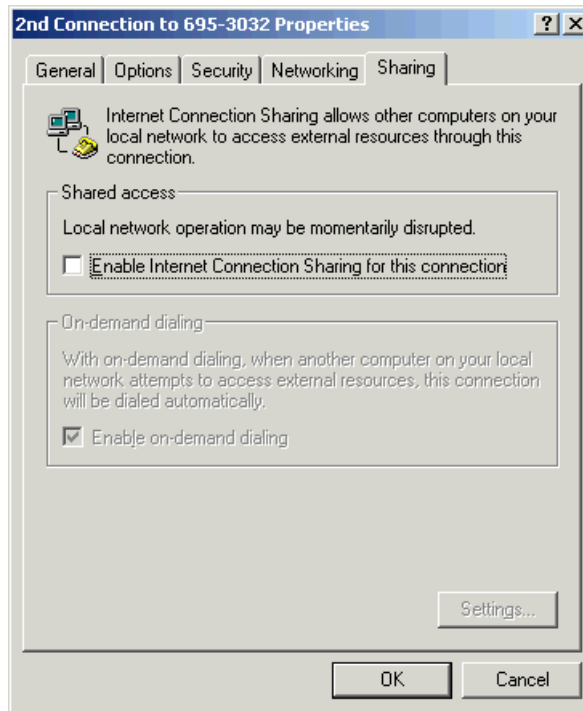 2nd Connection to 695-3032 Properties
General Options Security Networking Sharing
Internet Connection Sharing allows other computers on your
local network to access external resources through this
connection.
Shared access
Local network operation may be momentarily disrupted.
Enable Internet Connection Sharing for this connection
On-demand dialing
With on-demand dialing, when another computer on your local
network attempts to access external resources, this connection
will be dialed automatically.
Enable on-demand dialing
Settings...
OK Cancel